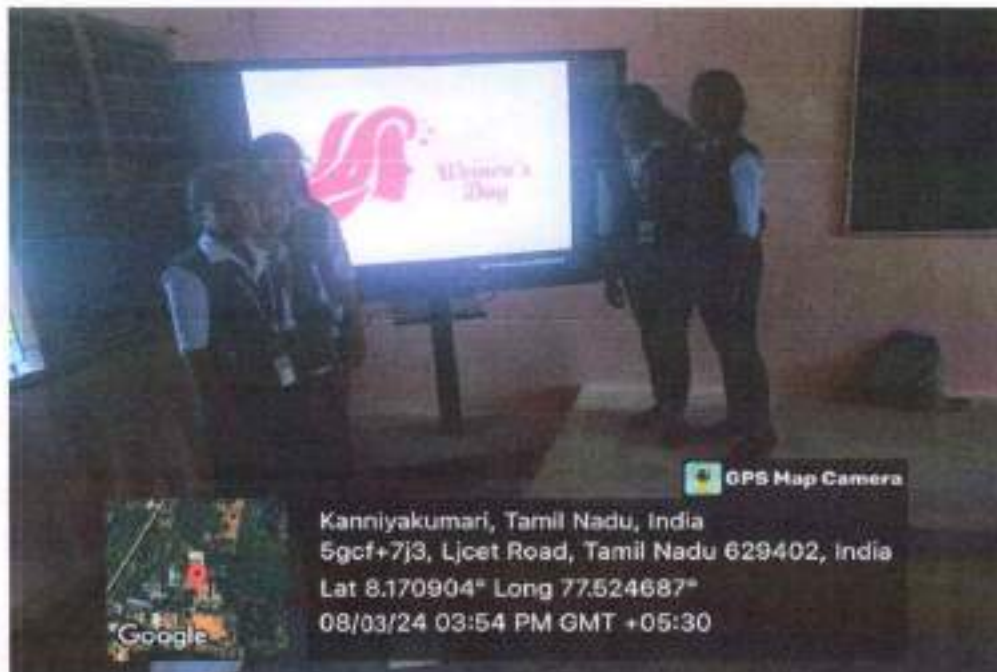 Women's
Day
GPS Map Camera
Kanniyakumari, Tamil Nadu, India
5gcf+7j3, Ljcet Road, Tamil Nadu 629402, India
Lat 8.170904° Long 77.524687°
08/03/24 03:54 PM GMT +05:30
Google